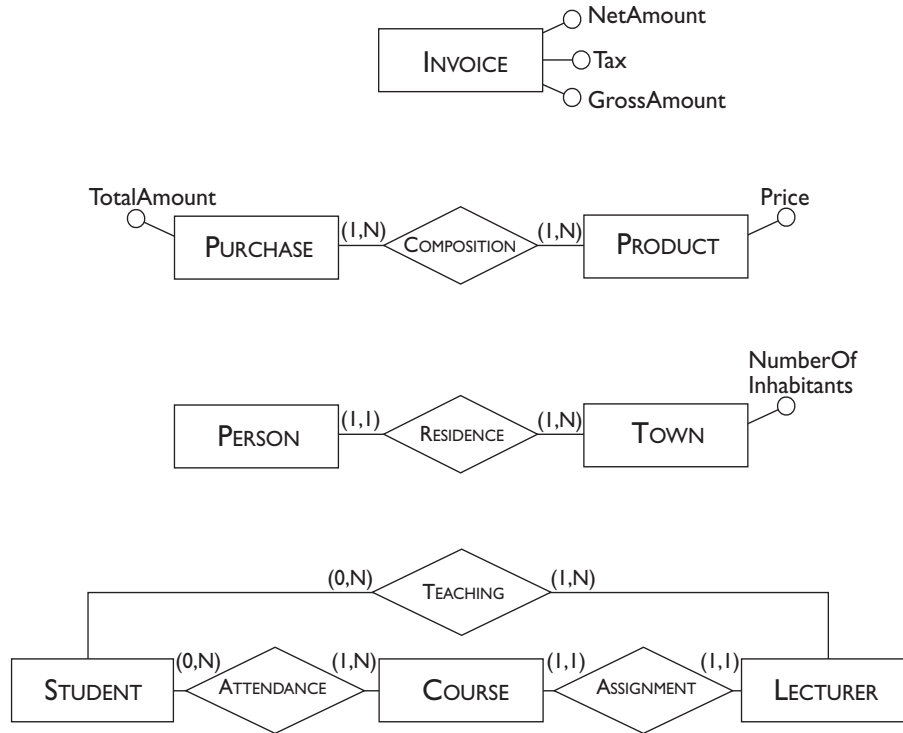 NetAmount
INVOICE
Tax
GrossAmount
TotalAmount
Price
PURCHASE
(1,N)
COMPOSITION
(1,N)
PRODUCT
NumberOf
Inhabitants
PERSON
(1,1)
RESIDENCE
(1,N)
TOWN
(0,N)
TEACHING
(1,N)
STUDENT
(0,N)
ATTENDANCE
(1,N)
COURSE
(1,1)
ASSIGNMENT
(1,1)
LECTURER